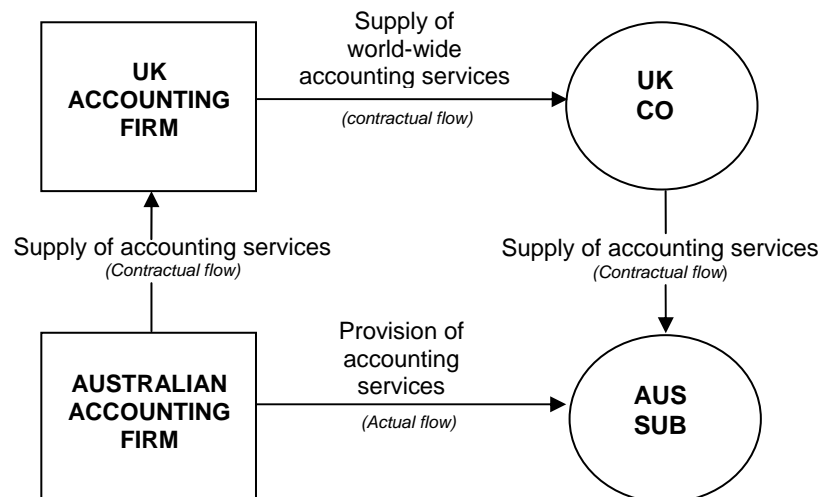 Supply of
world-wide
accounting services
(contractual flow)
UK
ACCOUNTING
FIRM
UK
CO
Supply of accounting services
(Contractual flow)
Supply of accounting services
(Contractual flow)
Provision of
accounting
services
(Actual flow)
AUSTRALIAN
ACCOUNTING
FIRM
AUS
SUB